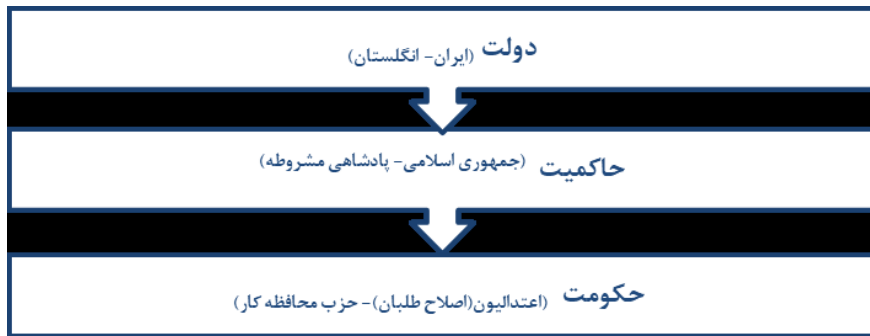 دولت (ایران- انگلستان)
حاکمیت (جمهوری اسلامی- پادشاهی مشروطه)
حکومت (اعتدالیون(اصلاح طلبان)- حزب محافظه کار)